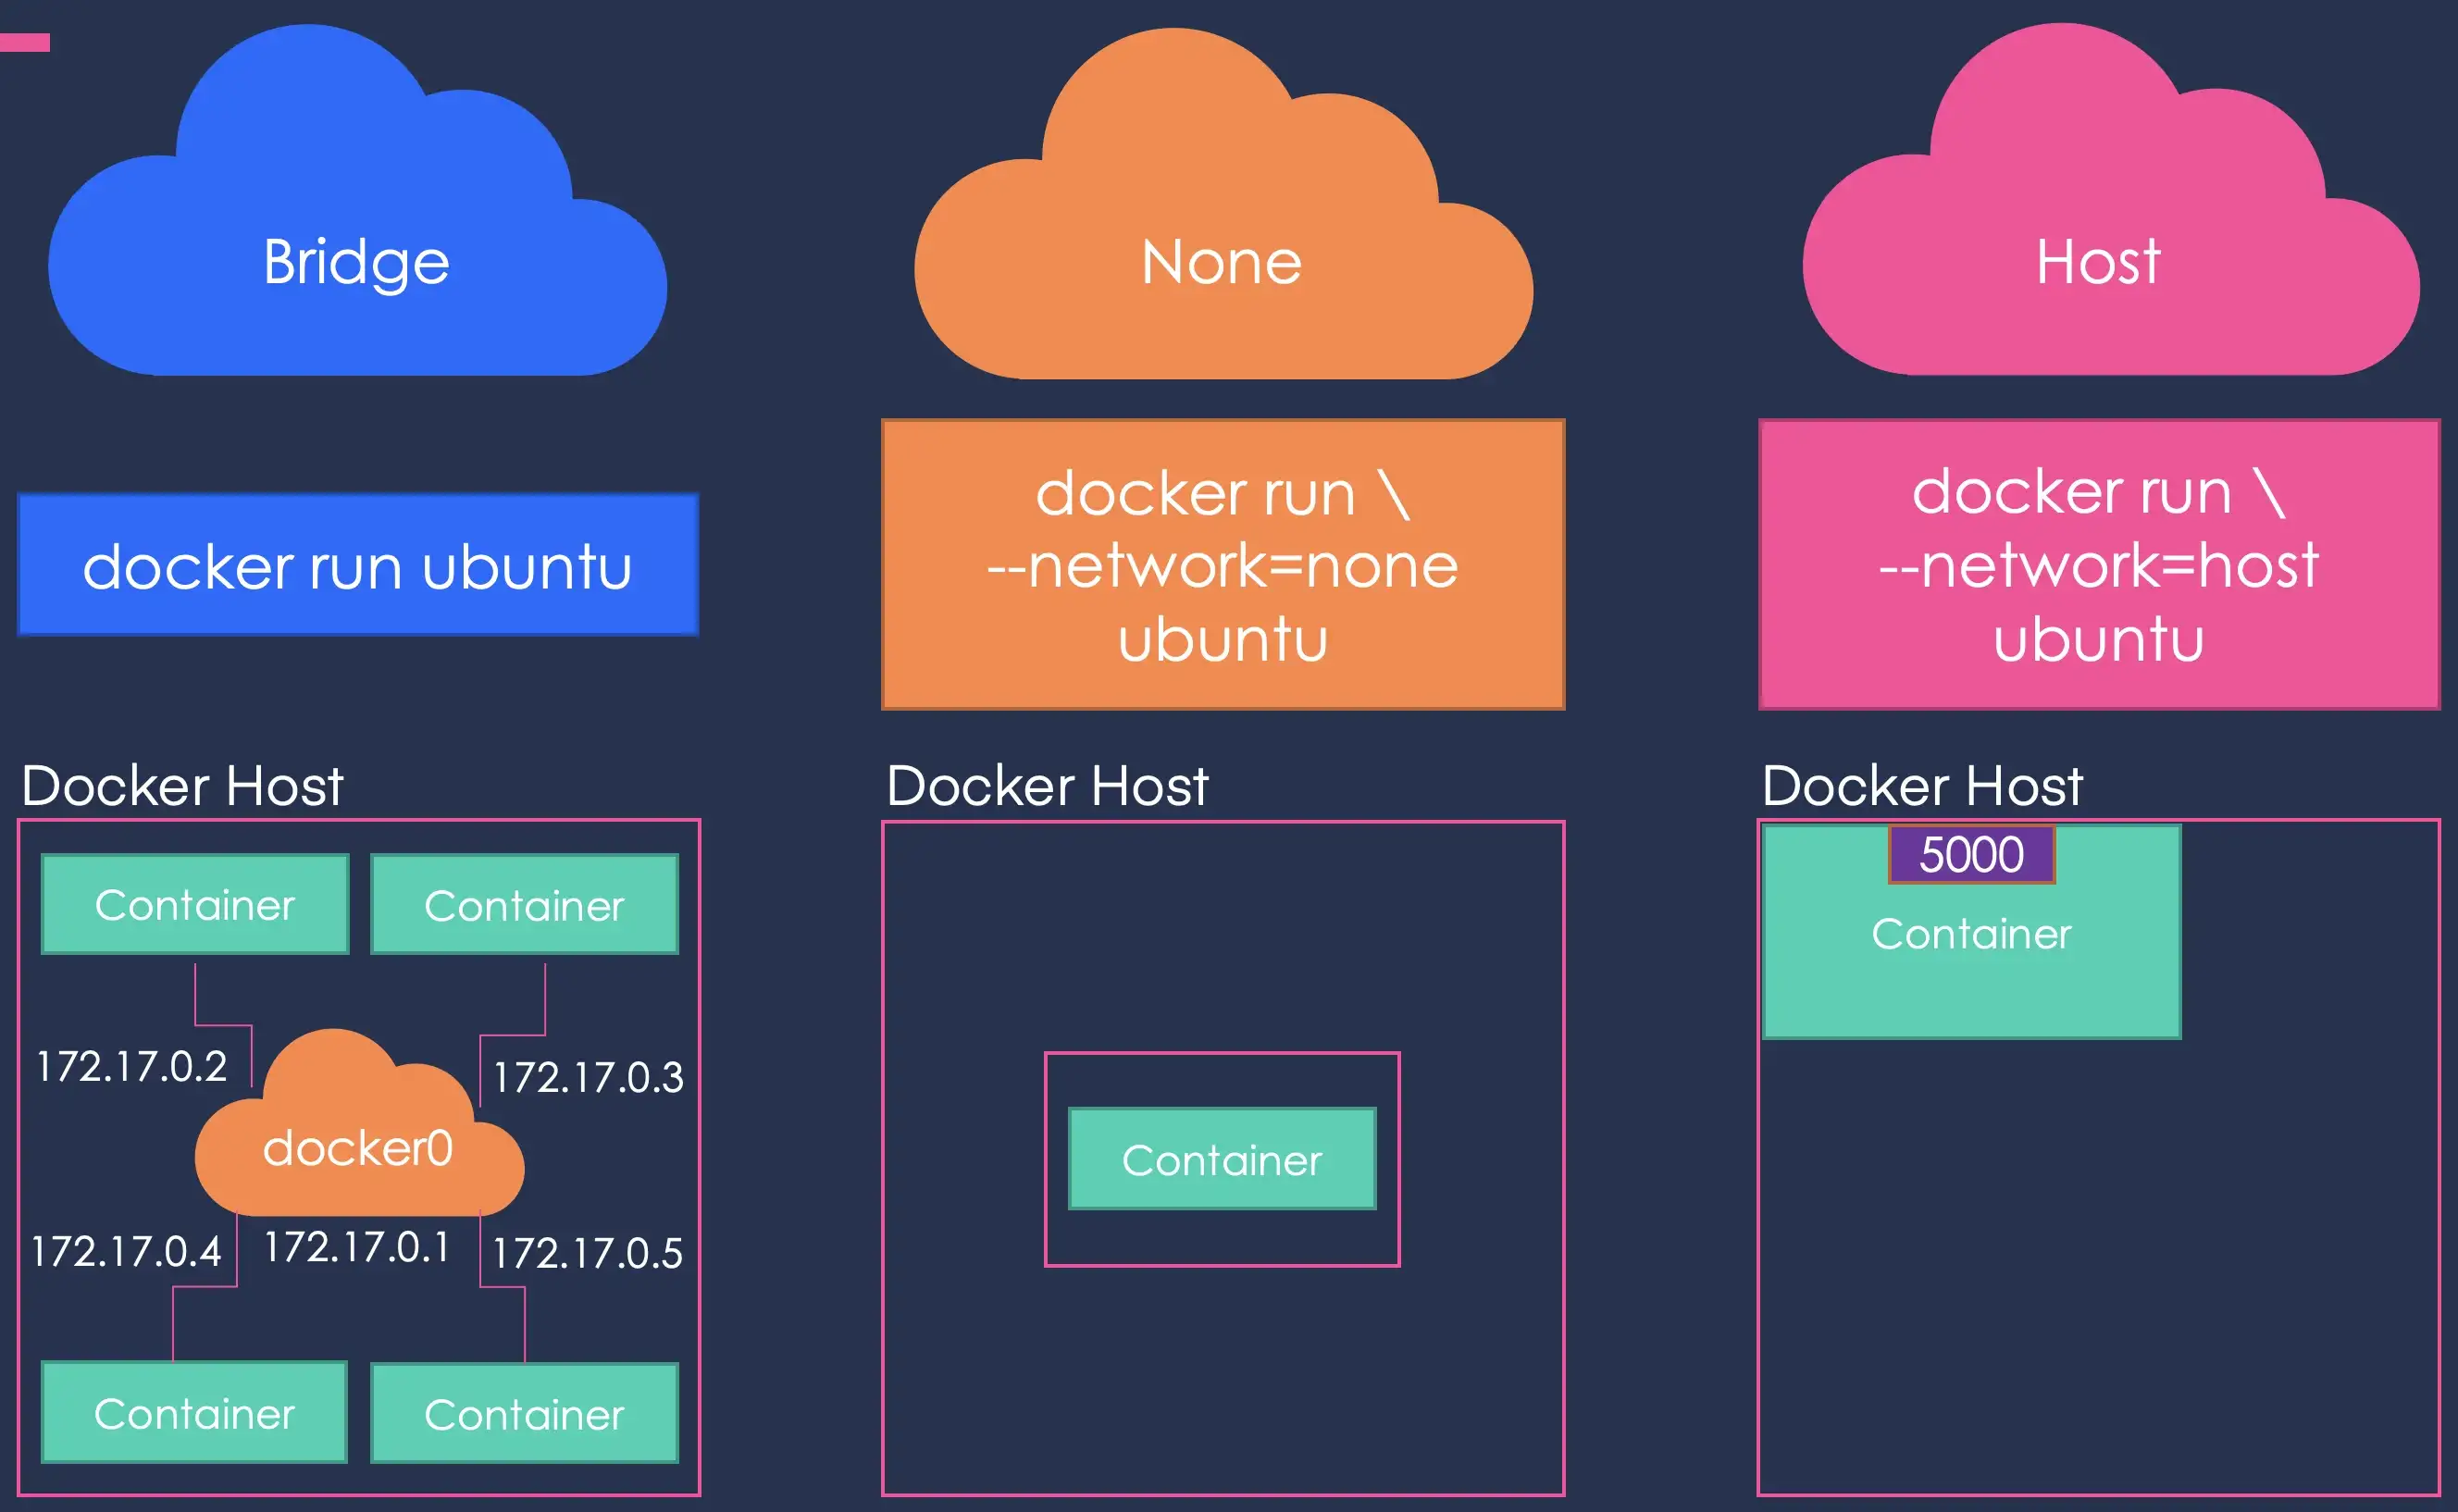 Bridge
None
Host
docker run ubuntu
docker run \
--network=none
ubuntu
docker run \
--network=host
ubuntu
Docker Host
Container
Container
172.17.0.2
172.17.0.3
docker0
172.17.0.4
172.17.0.1
172.17.0.5
Container
Container
Docker Host
Container
Docker Host
5000
Container